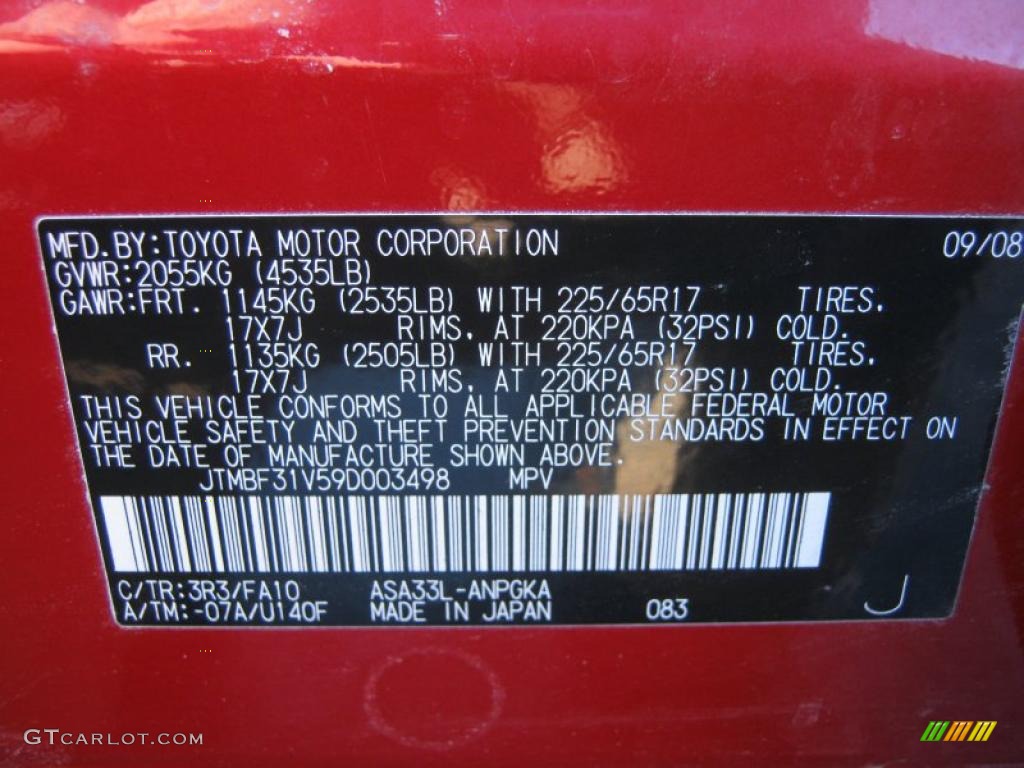 MFD.BY:TOYOTA MOTOR CORPORATION 09/08
GVWR:2055KG (4535LB)
GAWR:FRT. 1145KG (2535LB) WITH 225/65R17 TIRES.
17X7J RIMS, AT 220KPA (32PSI) COLD.
RR. 1135KG (2505LB) WITH 225/65R17 TIRES,
17X7J RIMS, AT 220KPA (32PSI) COLD.
THIS VEHICLE CONFORMS TO ALL APPLICABLE FEDERAL MOTOR
VEHICLE SAFETY AND THEFT PREVENTION STANDARDS IN EFFECT ON
THE DATE OF MANUFACTURE SHOWN ABOVE.
JTMBF31V59D003498 MPV
C/TR:3R3/FA10 ASA33L-ANPGKA
A/TM:-07A/U140F MADE IN JAPAN 083 J
GTCARLOT.COM